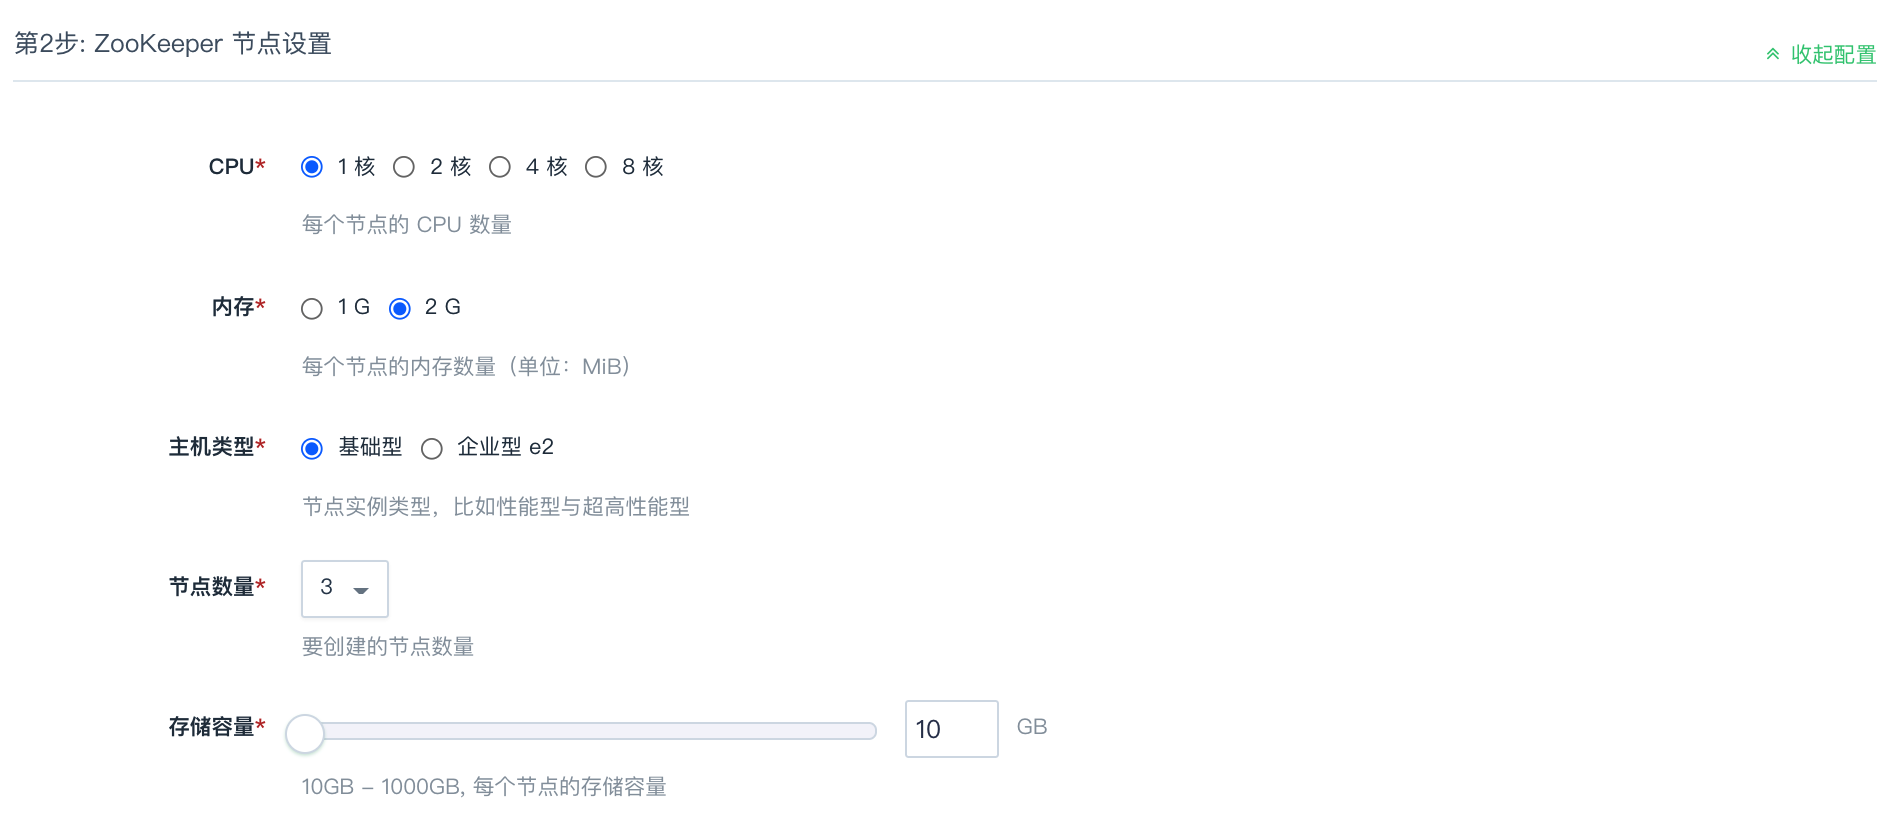 第2步: ZooKeeper 节点设置
收起配置
CPU* 1 核 2 核 4 核 8 核
每个节点的 CPU 数量
内存* 1 G 2 G
每个节点的内存数量（单位：MiB）
主机类型* 基础型 企业型 e2
节点实例类型，比如性能型与超高性能型
节点数量* 3
要创建的节点数量
存储容量* 10 GB
10GB – 1000GB, 每个节点的存储容量